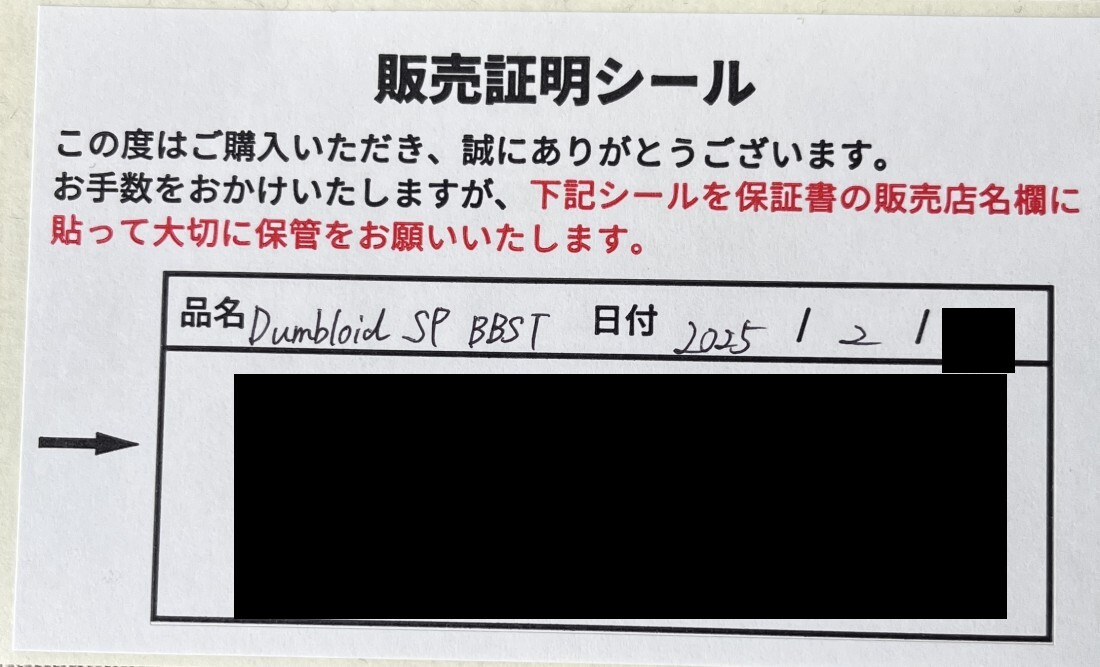 販売証明シール
この度はご購入いただき、誠にありがとうございます。
お手数をおかけいたしますが、下記シールを保証書の販売店名欄に
貼って大切に保管をお願いいたします。
品名 Dumbloid SP BBST 日付 2025 / 2 /